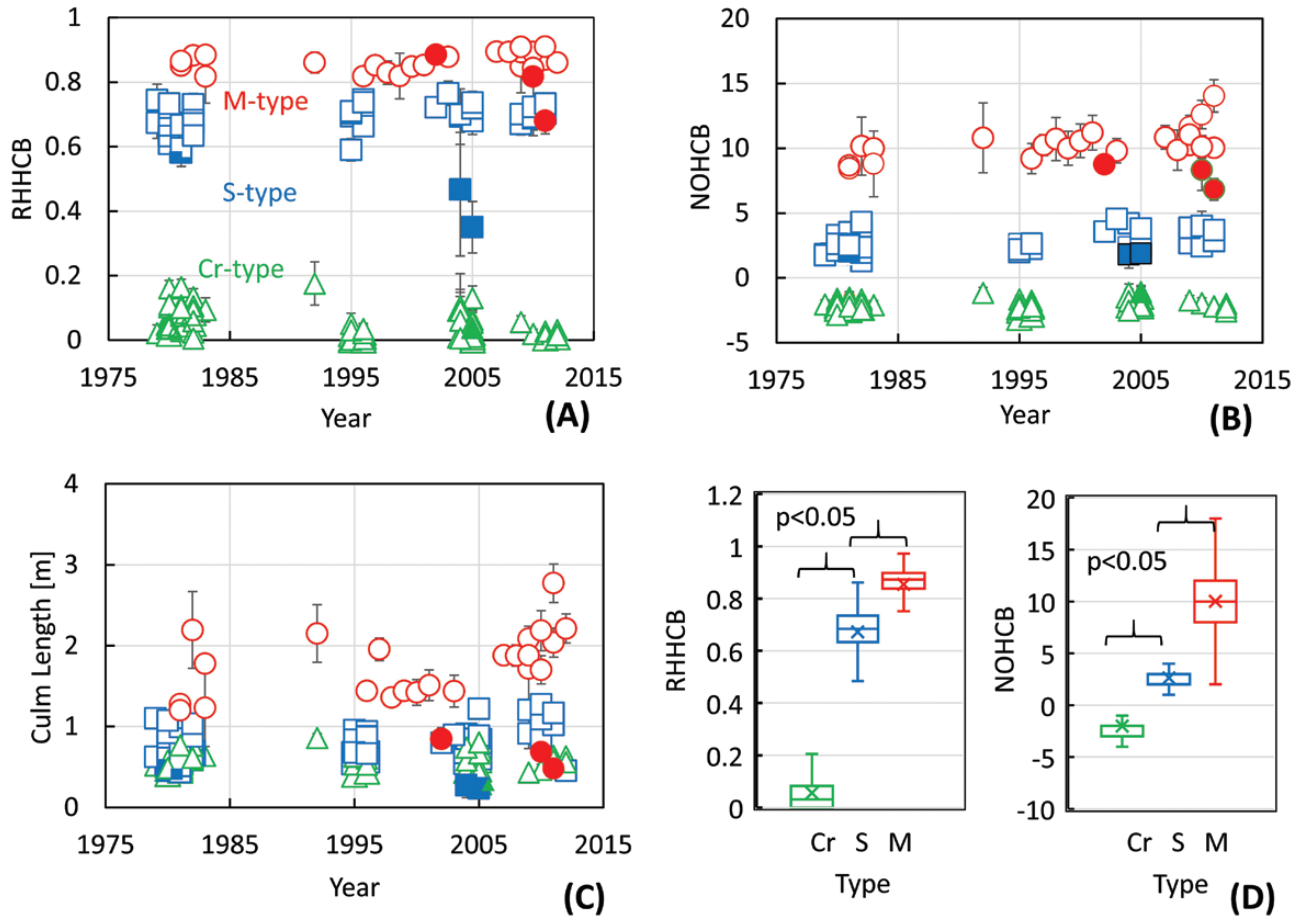 1
0.8
0.6
0.4
0.2
0
RHHCB
M-type
S-type
Cr-type
1975 1985 1995 2005 2015
Year
(A)
20
15
10
5
0
-5
NOHCB
1975 1985 1995 2005 2015
Year
(B)
4
3
2
1
0
Culm Length [m]
1975 1985 1995 2005 2015
Year
(C)
1.2
1
0.8
0.6
0.4
0.2
0
RHHCB
p<0.05
Cr S M
Type
20
15
10
5
0
-5
-10
NOHCB
p<0.05
Cr S M
Type
(D)